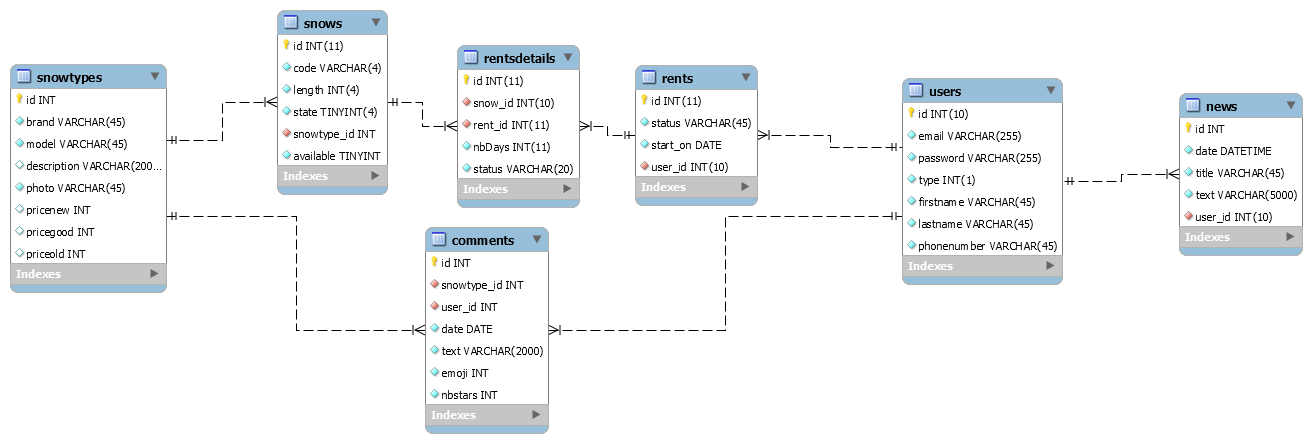 snowtypes
id INT
brand VARCHAR(45)
model VARCHAR(45)
description VARCHAR(200...
photo VARCHAR(45)
pricenew INT
pricegood INT
priceold INT
Indexes
snows
id INT(11)
code VARCHAR(4)
length INT(4)
state TINYINT(4)
snowtype_id INT
available TINYINT
Indexes
rentsdetails
id INT(11)
snow_id INT(10)
rent_id INT(11)
nbDays INT(11)
status VARCHAR(20)
Indexes
rents
id INT(11)
status VARCHAR(45)
start_on DATE
user_id INT(10)
Indexes
users
id INT(10)
email VARCHAR(255)
password VARCHAR(255)
type INT(1)
firstname VARCHAR(45)
lastname VARCHAR(45)
phonenumber VARCHAR(45)
Indexes
news
id INT
date DATETIME
title VARCHAR(45)
text VARCHAR(5000)
user_id INT(10)
Indexes
comments
id INT
snowtype_id INT
user_id INT
date DATE
text VARCHAR(2000)
emoji INT
nbstars INT
Indexes